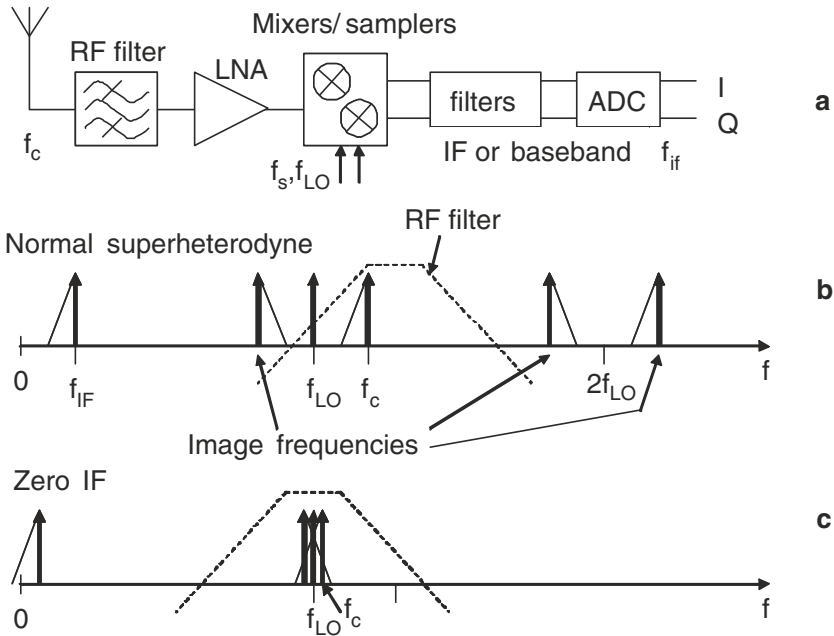 Mixers/ samplers
RF filter
LNA
filters
ADC
I
Q
a
f_c
f_s,f_LO
IF or baseband
f_if
RF filter
Normal superheterodyne
b
0
f_IF
f_LO
f_c
2f_LO
f
Image frequencies
Zero IF
c
0
f_LO
f_c
f